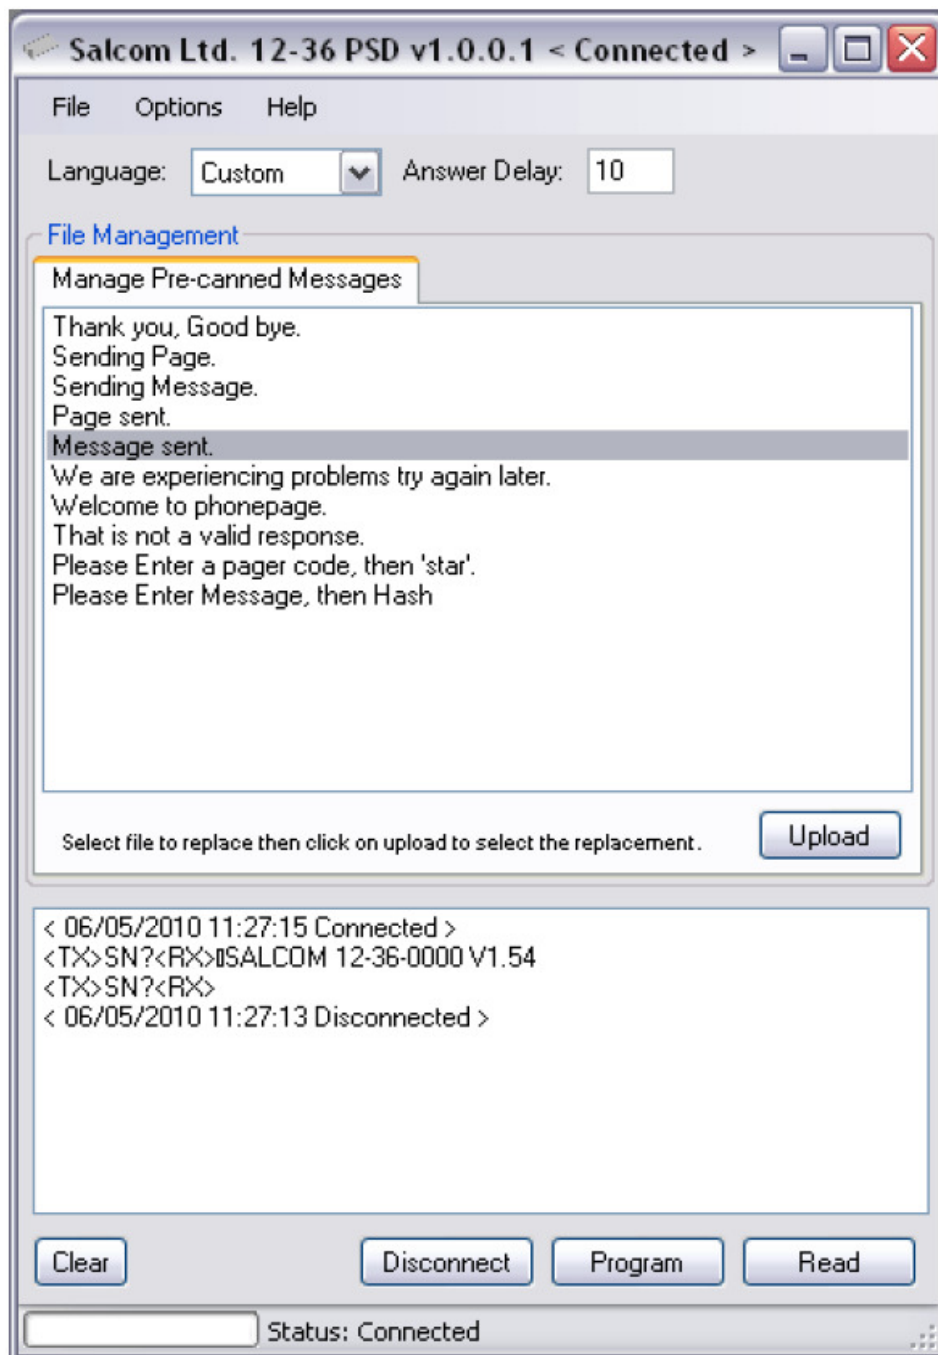 Salcom Ltd. 12-36 PSD v1.0.0.1 < Connected >
File Options Help
Language: Custom Answer Delay: 10
File Management
Manage Pre-canned Messages
Thank you, Good bye.
Sending Page.
Sending Message.
Page sent.
Message sent.
We are experiencing problems try again later.
Welcome to phonepage.
That is not a valid response.
Please Enter a pager code, then 'star'.
Please Enter Message, then Hash
Select file to replace then click on upload to select the replacement. Upload
< 06/05/2010 11:27:15 Connected >
<TX>SN?<RX>▯SALCOM 12-36-0000 V1.54
<TX>SN?<RX>
< 06/05/2010 11:27:13 Disconnected >
Clear Disconnect Program Read
Status: Connected